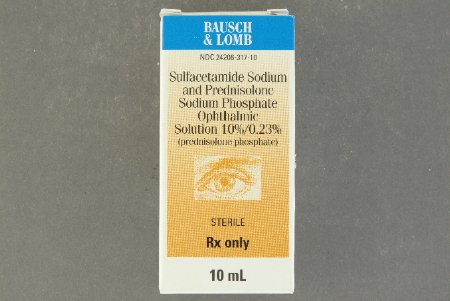 BAUSCH
& LOMB
NDC 24208-317-10
Sulfacetamide Sodium
and Prednisolone
Sodium Phosphate
Ophthalmic
Solution 10%/0.23%
(prednisolone phosphate)
STERILE
Rx only
10 mL